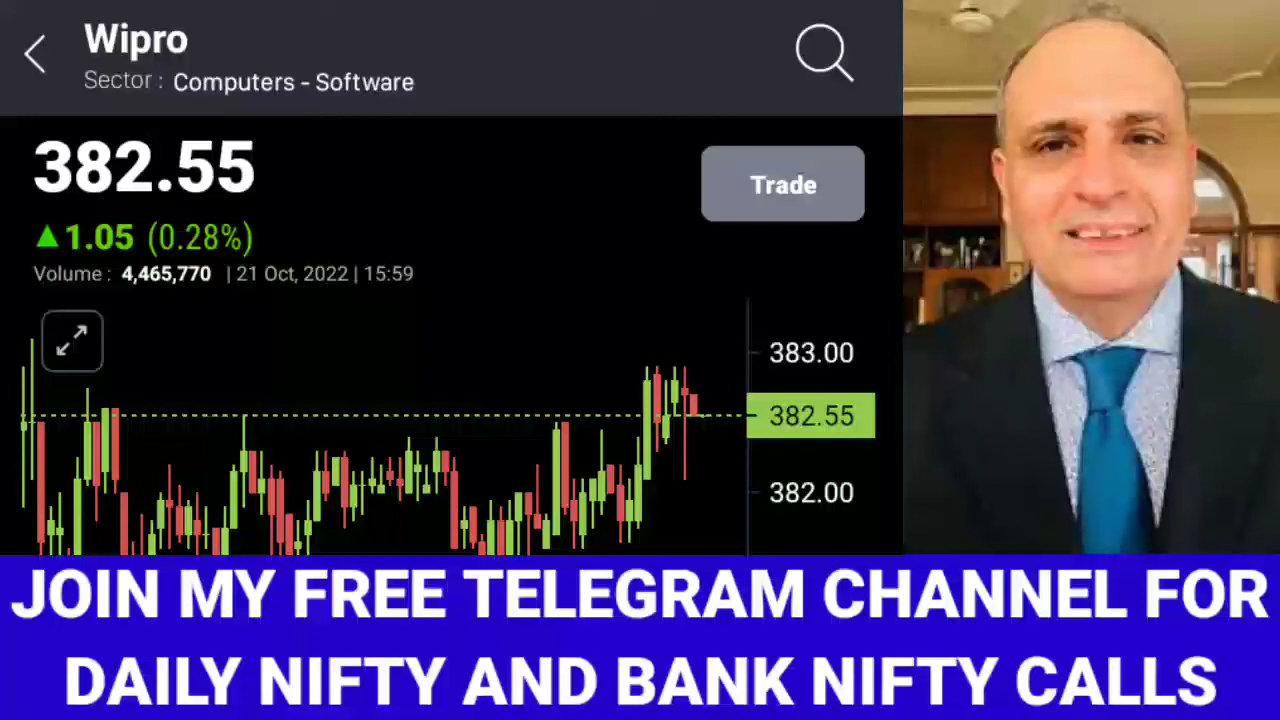 Wipro
Sector : Computers - Software
382.55
Trade
▲1.05 (0.28%)
Volume : 4,465,770 | 21 Oct, 2022 | 15:59
383.00
382.55
382.00
JOIN MY FREE TELEGRAM CHANNEL FOR
DAILY NIFTY AND BANK NIFTY CALLS